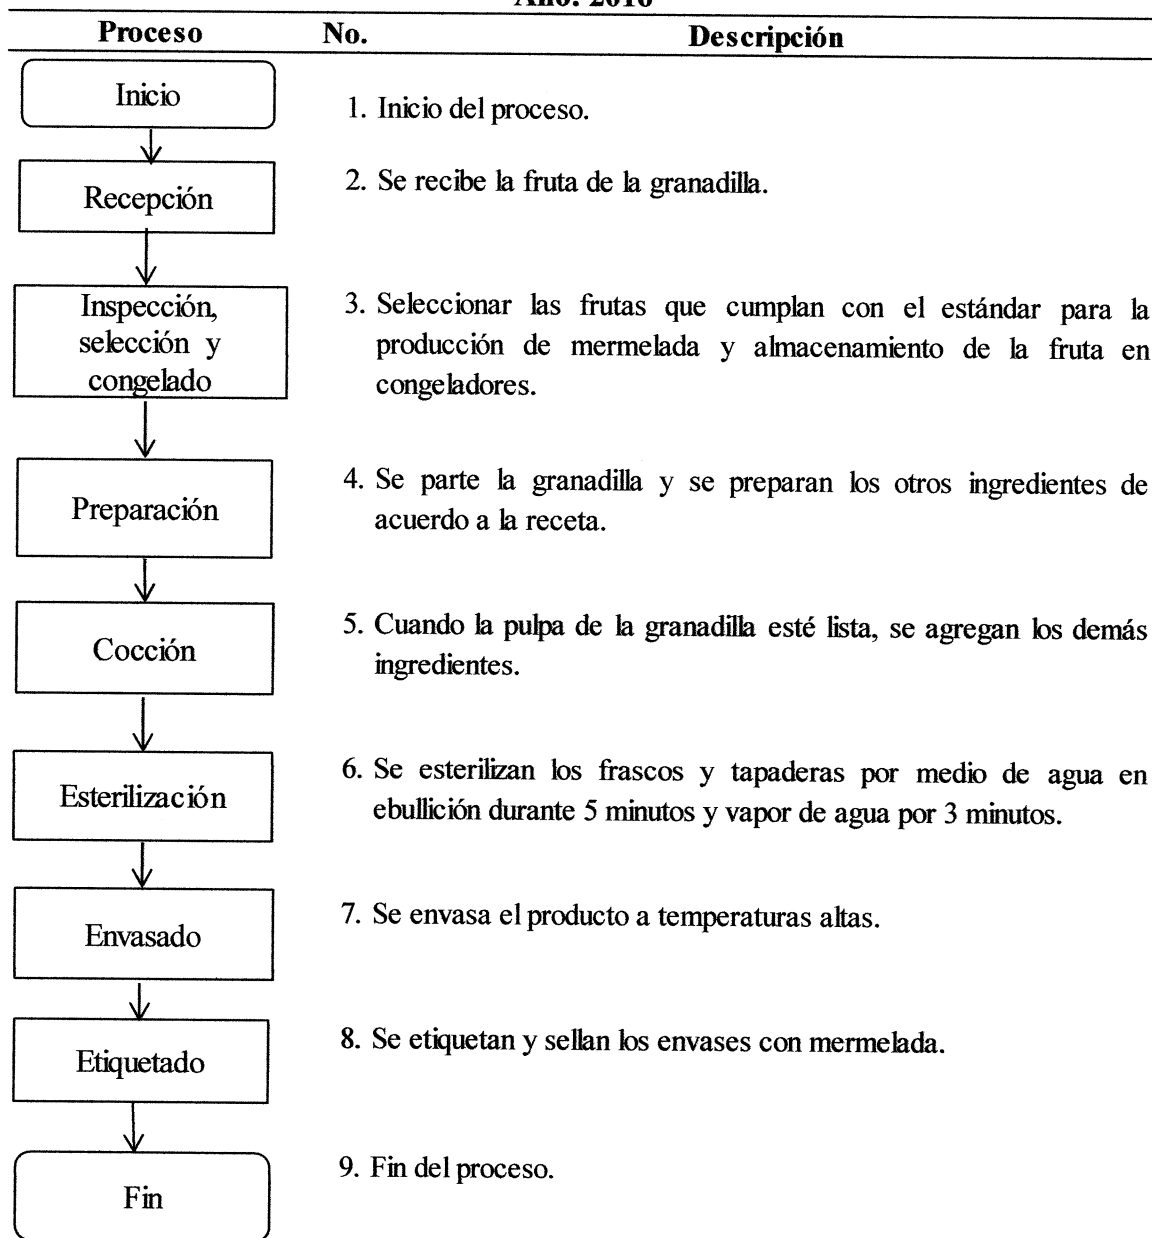 Proceso No. Descripción
Inicio
1. Inicio del proceso.
Recepción
2. Se recibe la fruta de la granadilla.
Inspección,
selección y
congelado
3. Seleccionar las frutas que cumplan con el estándar para la
producción de mermelada y almacenamiento de la fruta en
congeladores.
Preparación
4. Se parte la granadilla y se preparan los otros ingredientes de
acuerdo a la receta.
Cocción
5. Cuando la pulpa de la granadilla esté lista, se agregan los demás
ingredientes.
Esterilización
6. Se esterilizan los frascos y tapaderas por medio de agua en
ebullición durante 5 minutos y vapor de agua por 3 minutos.
Envasado
7. Se envasa el producto a temperaturas altas.
Etiquetado
8. Se etiquetan y sellan los envases con mermelada.
Fin
9. Fin del proceso.